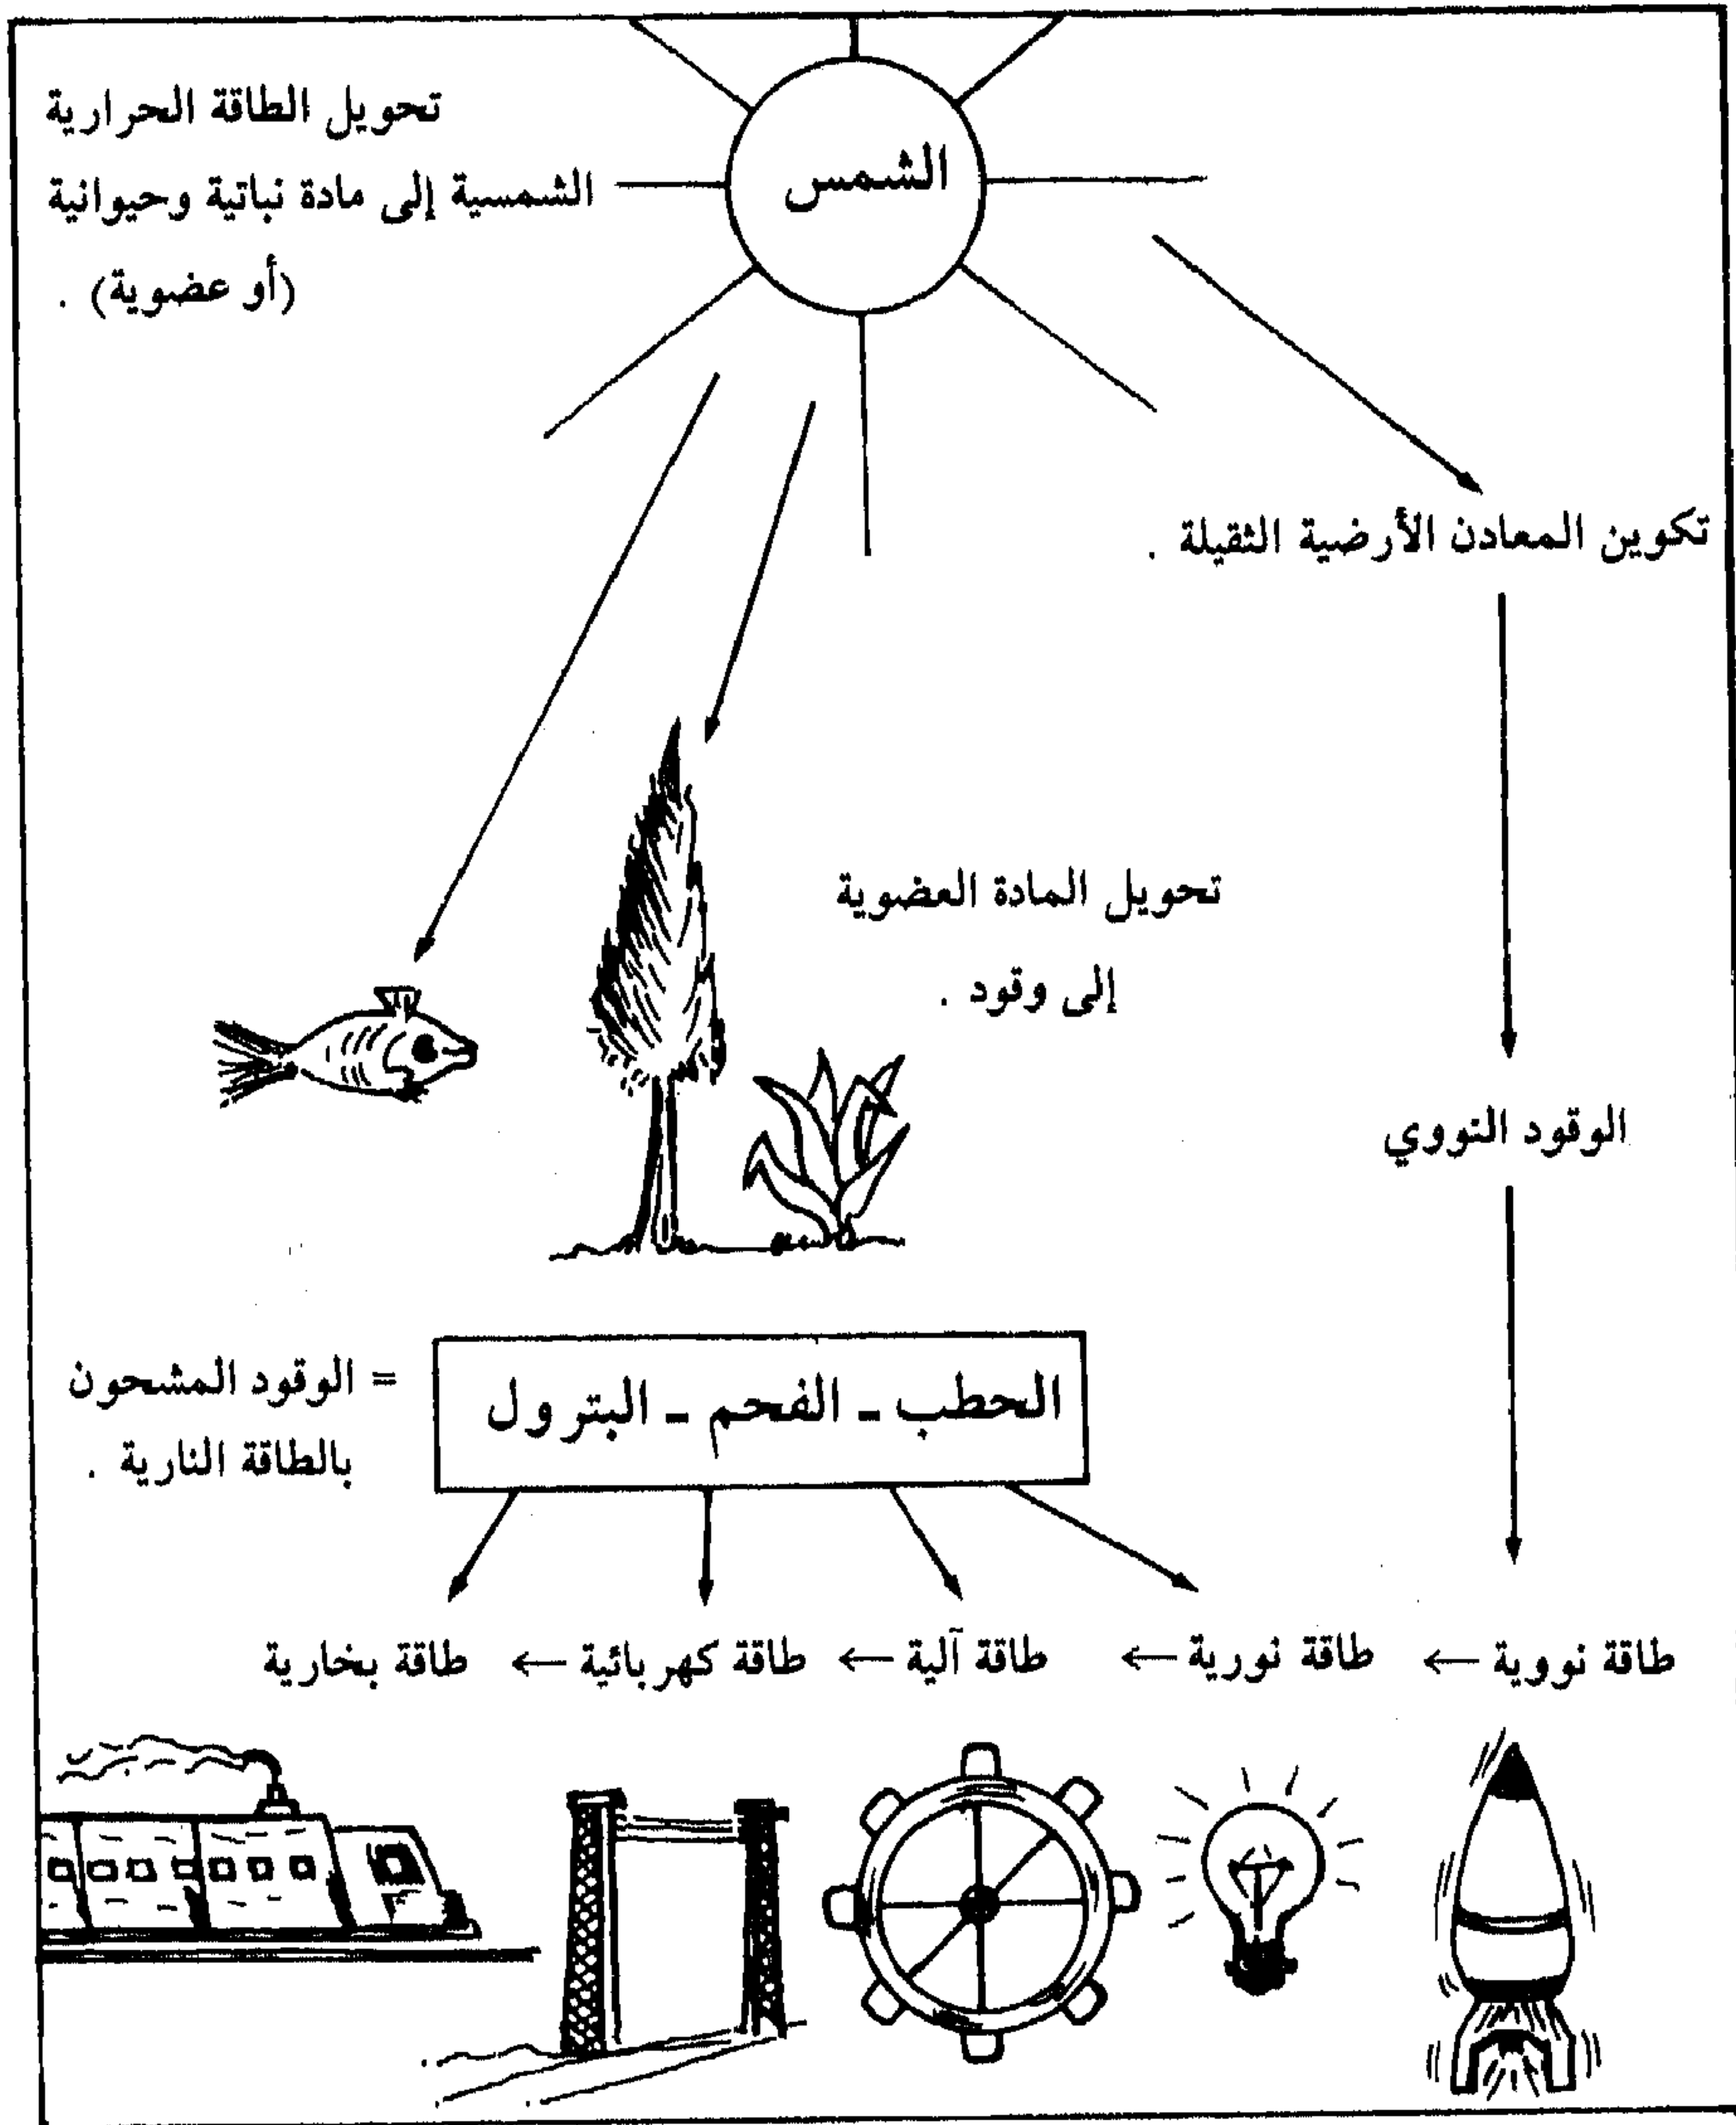 الشمس
تحويل الطاقة الحرارية
الشمسية إلى مادة نباتية وحيوانية
(أو عضوية) .
تكوين المعادن الأرضية الثقيلة .
تحويل المادة العضوية
إلى وقود .
الوقود النووي
الحطب ـ الفحم ـ البترول
= الوقود المشحون
بالطاقة النارية .
طاقة نووية ← طاقة نورية ← طاقة آلية ← طاقة كهربائية ← طاقة بخارية